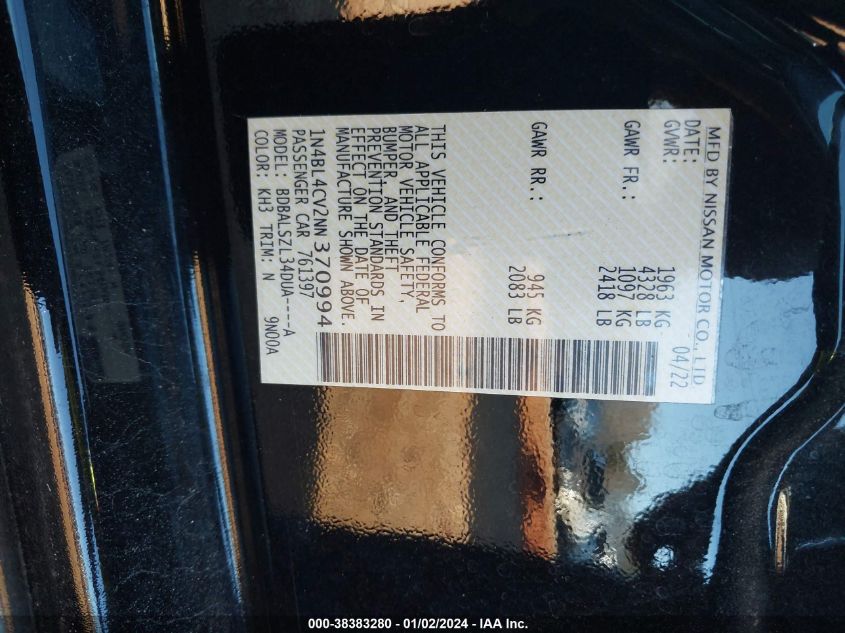 MFD BY NISSAN MOTOR CO., LTD
DATE: 04/22
GVWR: 1963 KG
4328 LB
GAWR FR.: 1097 KG
2418 LB
GAWR RR.: 945 KG
2083 LB
THIS VEHICLE CONFORMS TO
ALL APPLICABLE FEDERAL
MOTOR VEHICLE SAFETY,
BUMPER, AND THEFT
PREVENTION STANDARDS IN
EFFECT ON THE DATE OF
MANUFACTURE SHOWN ABOVE.
1N4BL4CV2NN370994
PASSENGER CAR 761397
MODEL: BDBALSZL34DUA----A
COLOR: KH3 TRIM: N 9N00A
000-38383280 - 01/02/2024 - IAA Inc.